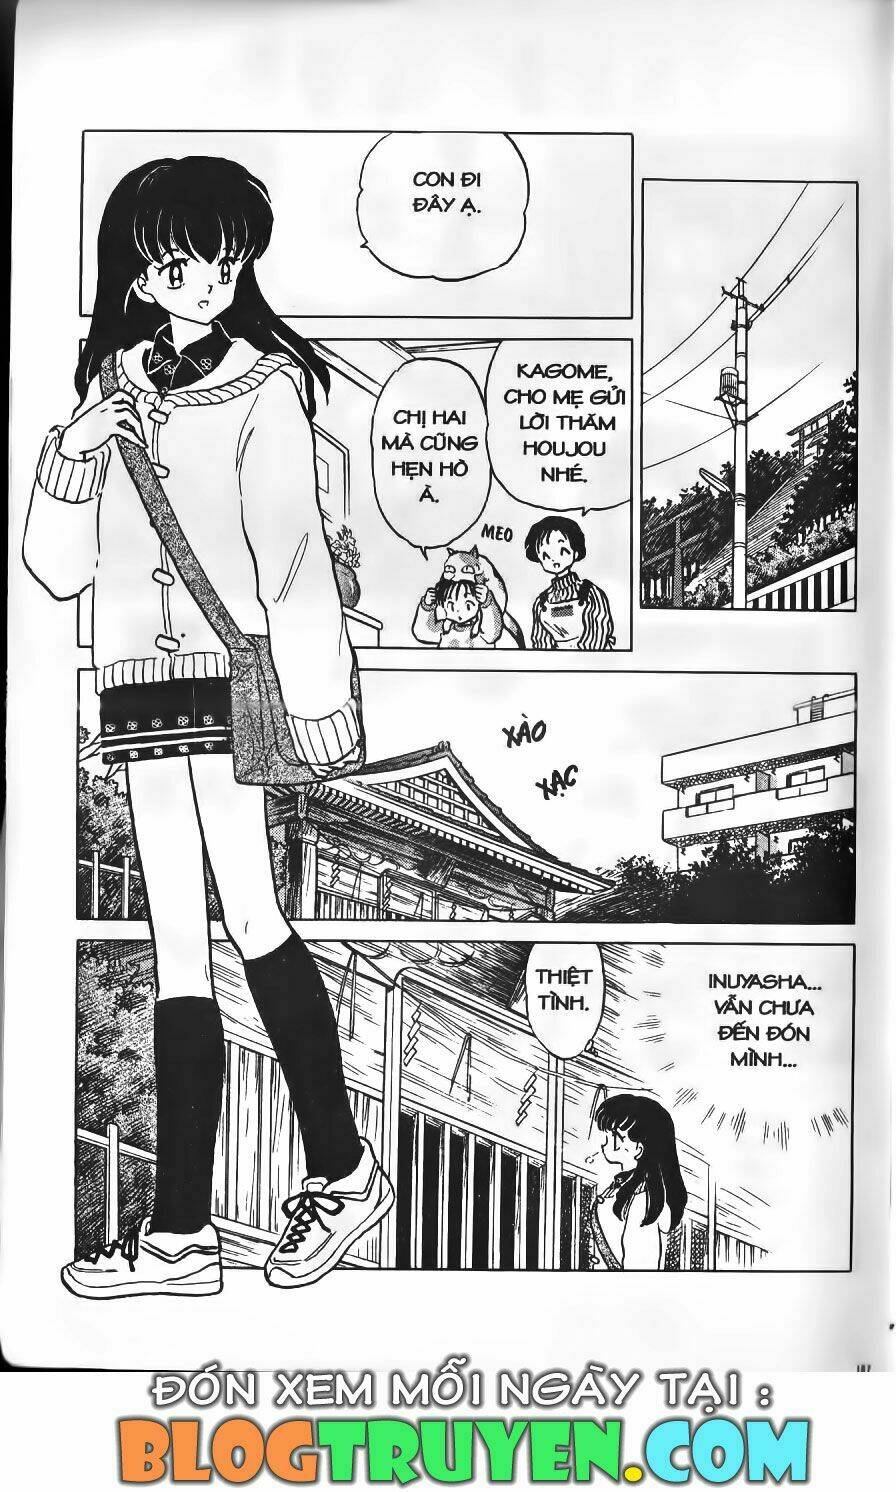 CON ĐI
ĐÂY Ạ.
KAGOME,
CHO MẸ GỬI
LỜI THĂM
HOUJOU
NHÉ.
CHỊ HAI
MÀ CŨNG
HẸN HÒ
À.
MEO
XÀO
XẠC
INUYASHA...
VẪN CHƯA
ĐẾN ĐÓN
MÌNH...
THIỆT
TÌNH.
ĐÓN XEM MỖI NGÀY TẠI :
BLOGTRUYEN.COM